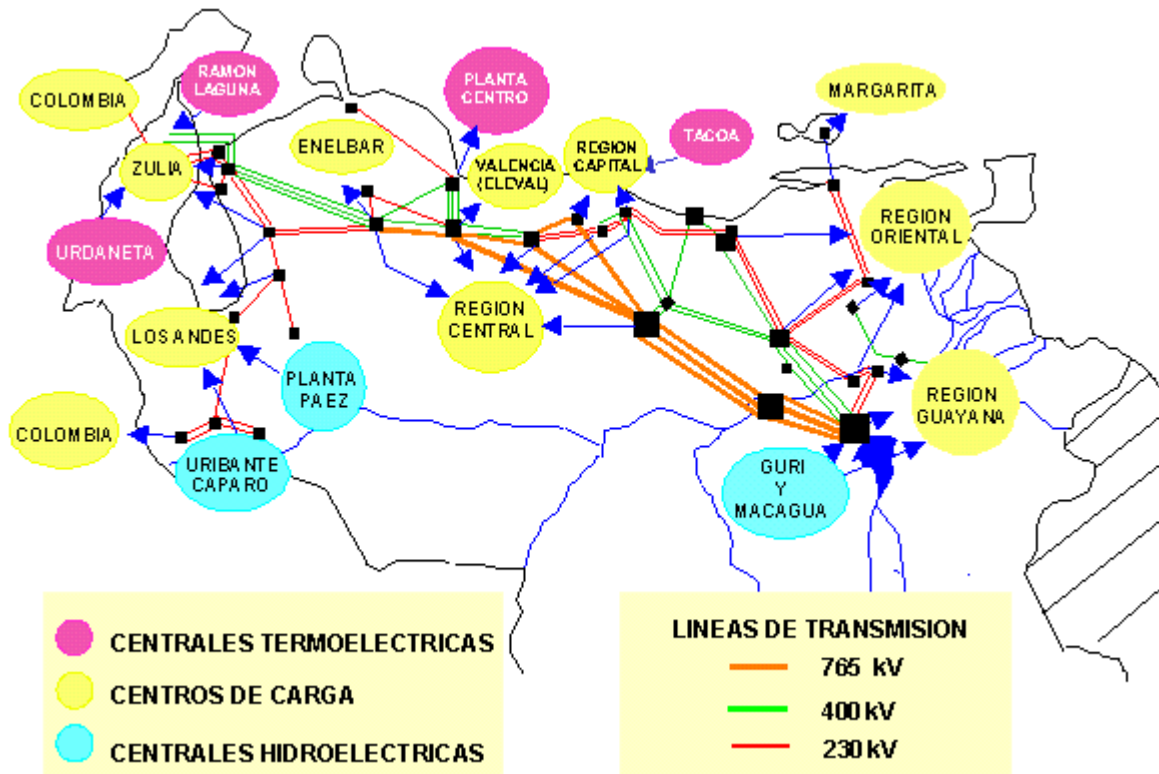 COLOMBIA
RAMON
LAGUNA
ZULIA
URDANETA
ENELBAR
PLANTA
CENTRO
VALENCIA
(ELEVAL)
REGION
CAPITAL
TACOA
MARGARITA
REGION
ORIENTAL
REGION
CENTRAL
LOS ANDES
PLANTA
PAEZ
COLOMBIA
URIBANTE
CAPARO
GURI
Y
MACAGUA
REGION
GUAYANA
CENTRALES TERMOELECTRICAS
CENTROS DE CARGA
CENTRALES HIDROELECTRICAS
LINEAS DE TRANSMISION
765 kV
400 kV
230 kV